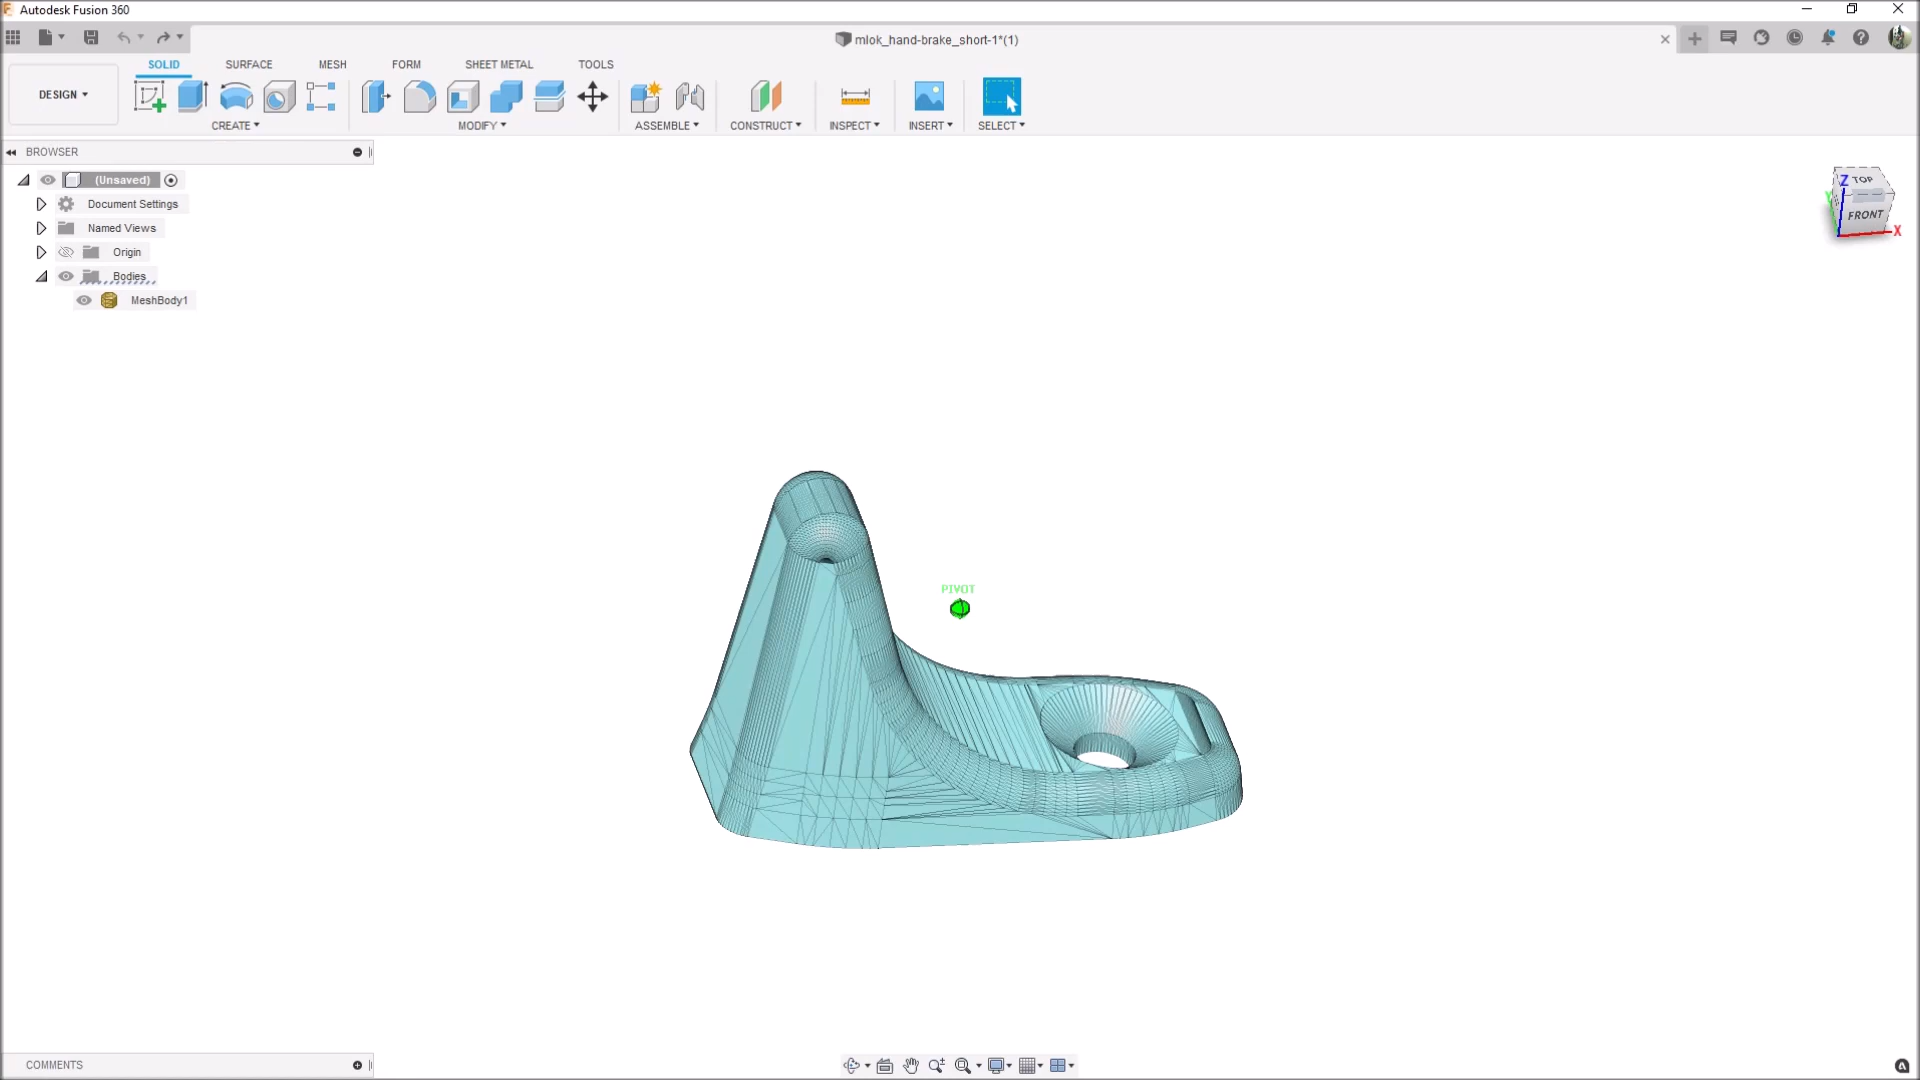 Autodesk Fusion 360
mlok_hand-brake_short-1*(1)
SOLID SURFACE MESH FORM SHEET METAL TOOLS
DESIGN
CREATE MODIFY ASSEMBLE CONSTRUCT INSPECT INSERT SELECT
BROWSER
(Unsaved)
Document Settings
Named Views
Origin
Bodies
MeshBody1
TOP
FRONT
Z
Y
X
PIVOT
COMMENTS